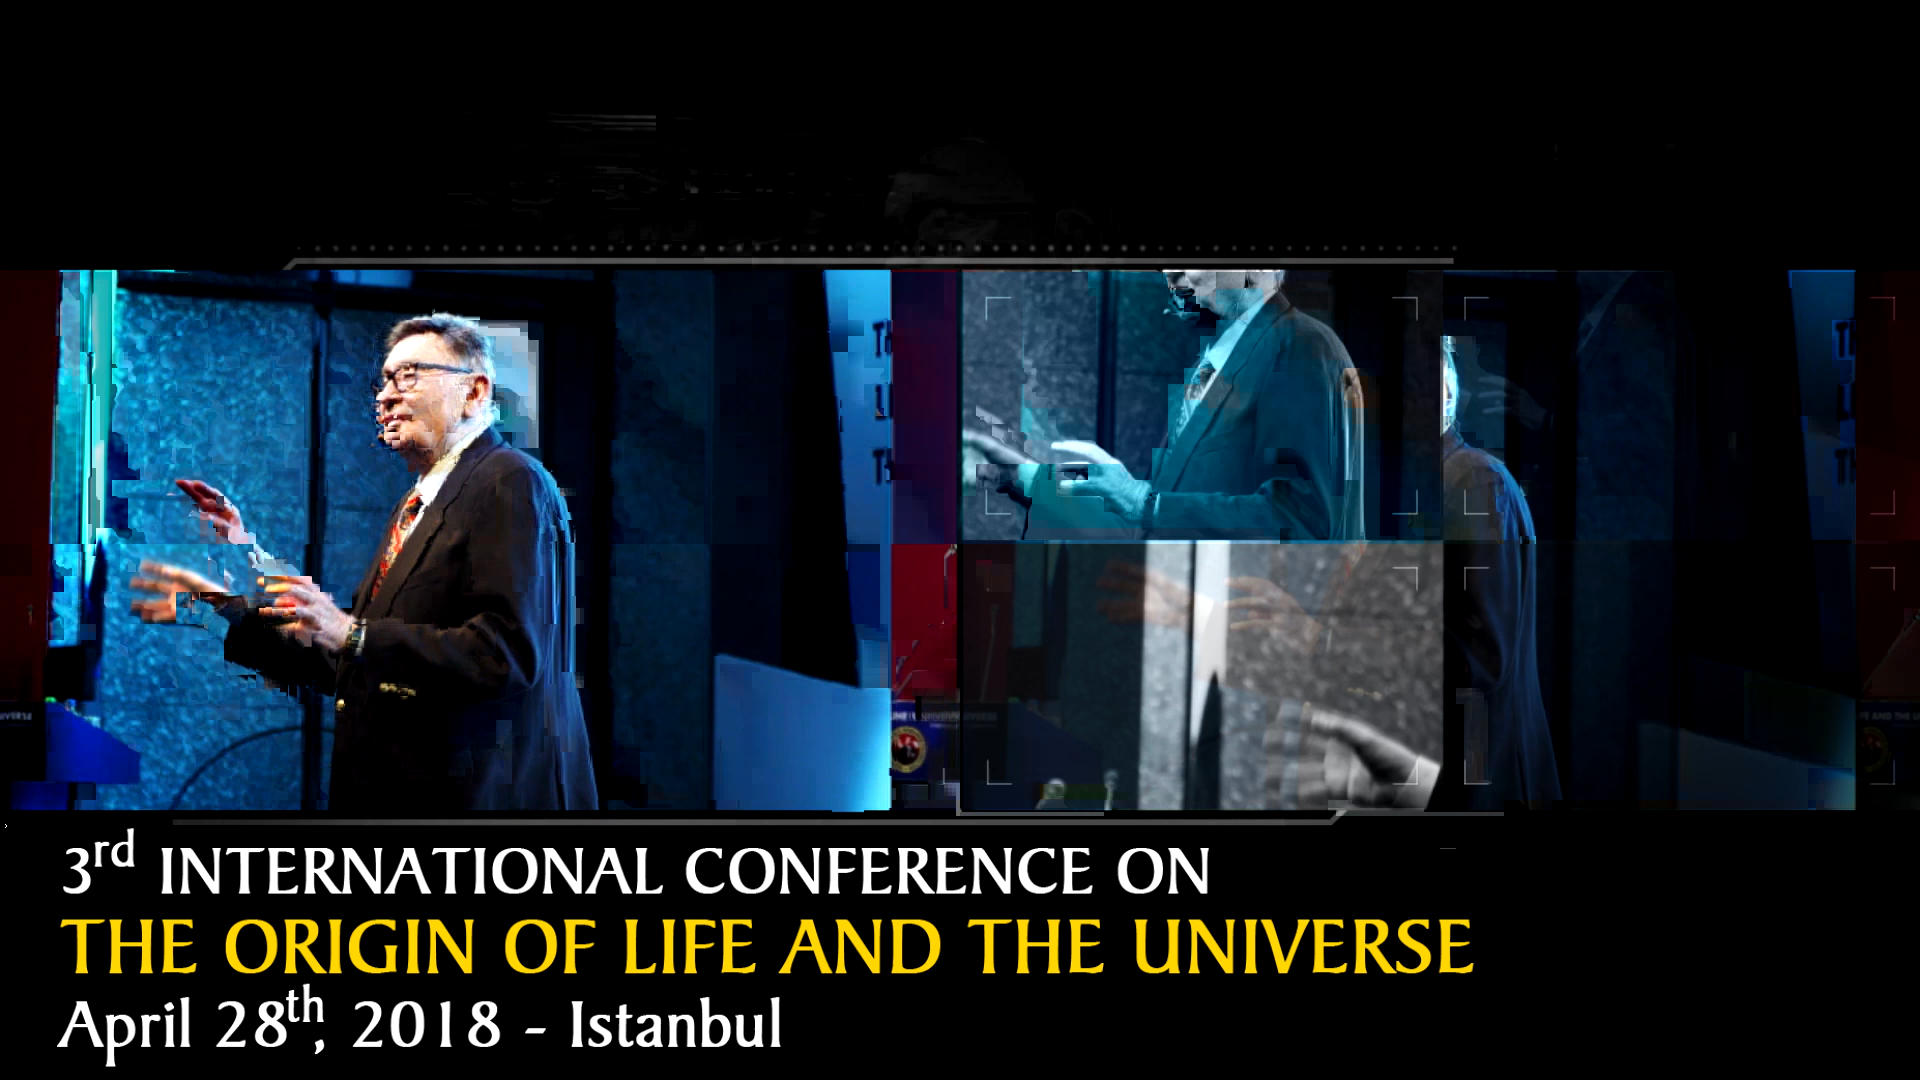 3rd INTERNATIONAL CONFERENCE ON
THE ORIGIN OF LIFE AND THE UNIVERSE
April 28th, 2018 - Istanbul